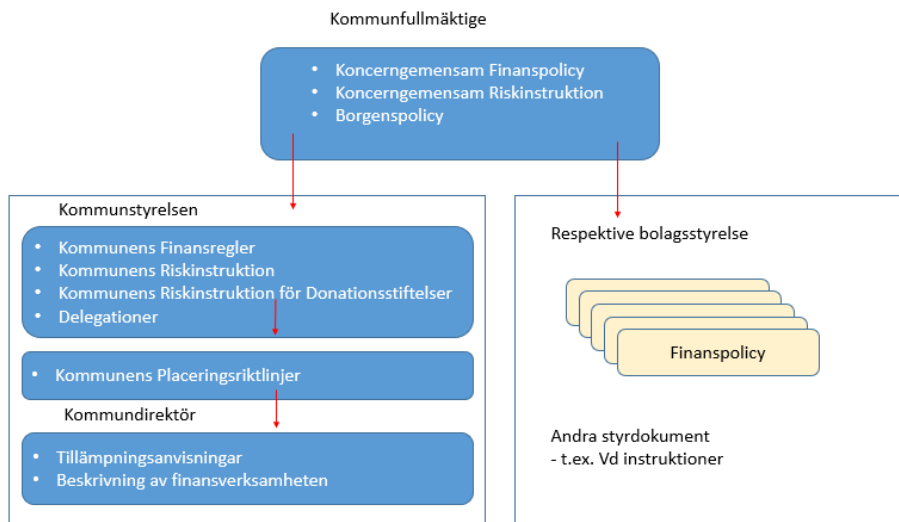 Kommunfullmäktige
• Koncerngemensam Finanspolicy
• Koncerngemensam Riskinstruktion
• Borgenspolicy
Kommunstyrelsen
• Kommunens Finansregler
• Kommunens Riskinstruktion
• Kommunens Riskinstruktion för Donationsstiftelser
• Delegationer
• Kommunens Placeringsriktlinjer
Kommundirektör
• Tillämpningsanvisningar
• Beskrivning av finansverksamheten
Respektive bolagsstyrelse
Finanspolicy
Andra styrdokument
- t.ex. Vd instruktioner